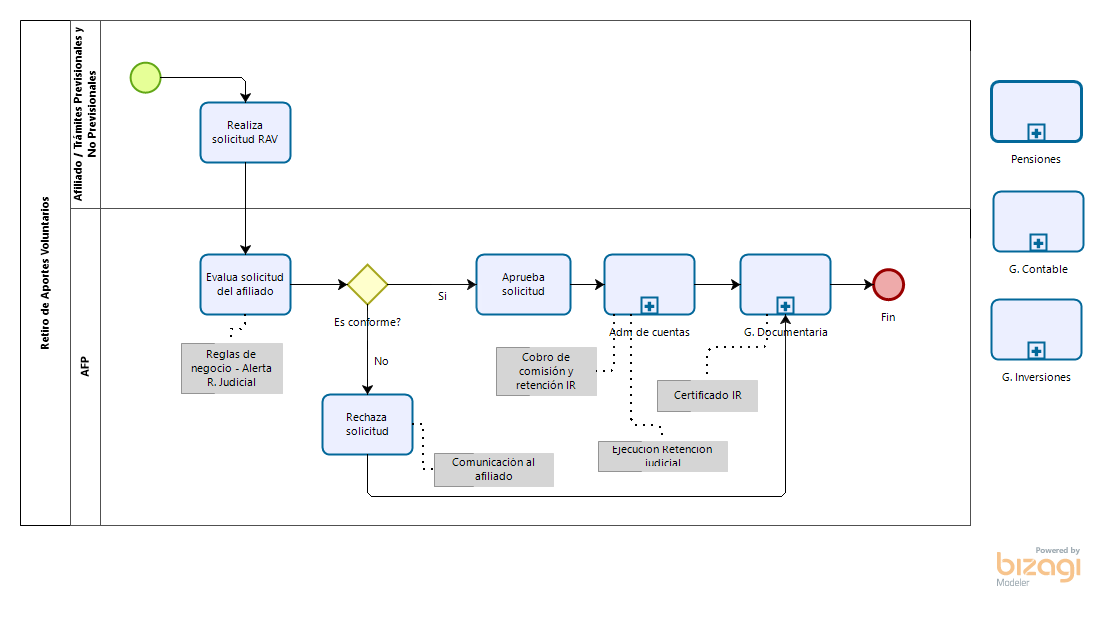 Retiro de Aportes Voluntarios
Afiliado / Trámites Previsionales y
No Previsionales
Realiza
solicitud RAV
AFP
Evalua solicitud
del afiliado
Reglas de
negocio - Alerta
R. Judicial
Es conforme?
Si
No
Rechaza
solicitud
Comunicación al
afiliado
Aprueba
solicitud
Adm de cuentas
Cobro de
comisión y
retención IR
Ejecución Retención
judicial
G. Documentaria
Certificado IR
Fin
Pensiones
G. Contable
G. Inversiones
Powered by
bizagi
Modeler